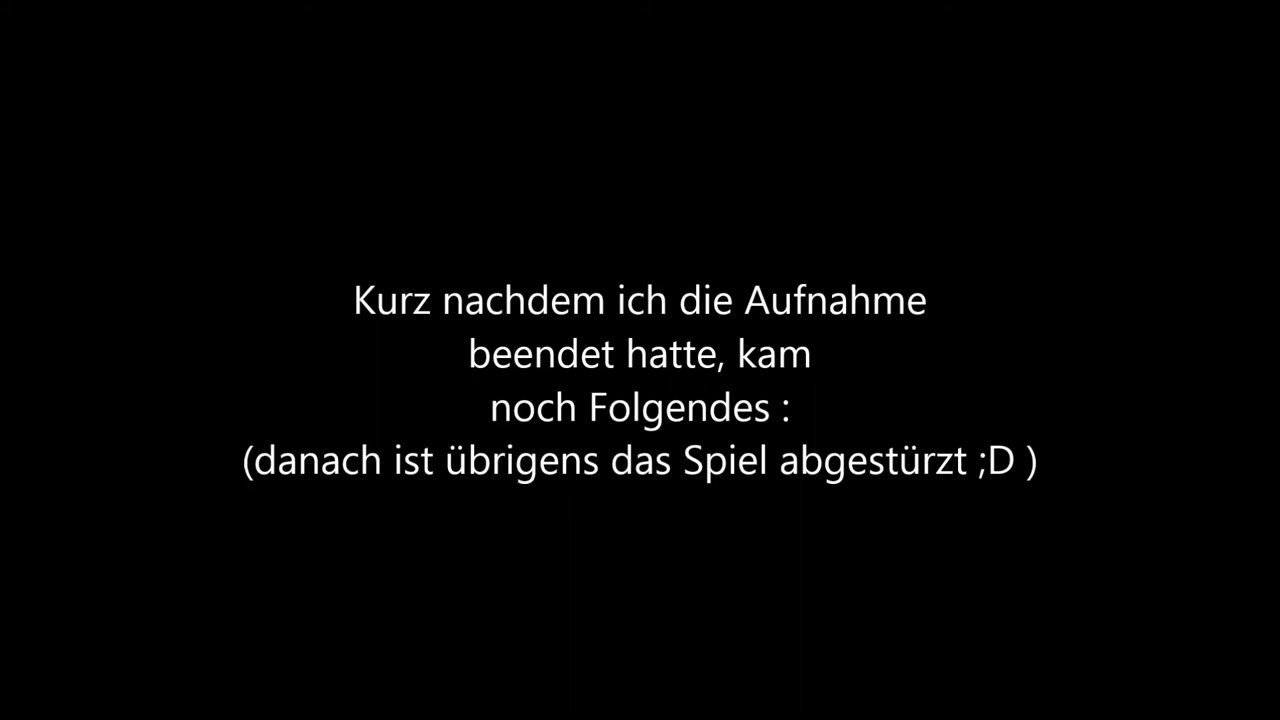 Kurz nachdem ich die Aufnahme
beendet hatte, kam
noch Folgendes :
(danach ist übrigens das Spiel abgestürzt ;D )